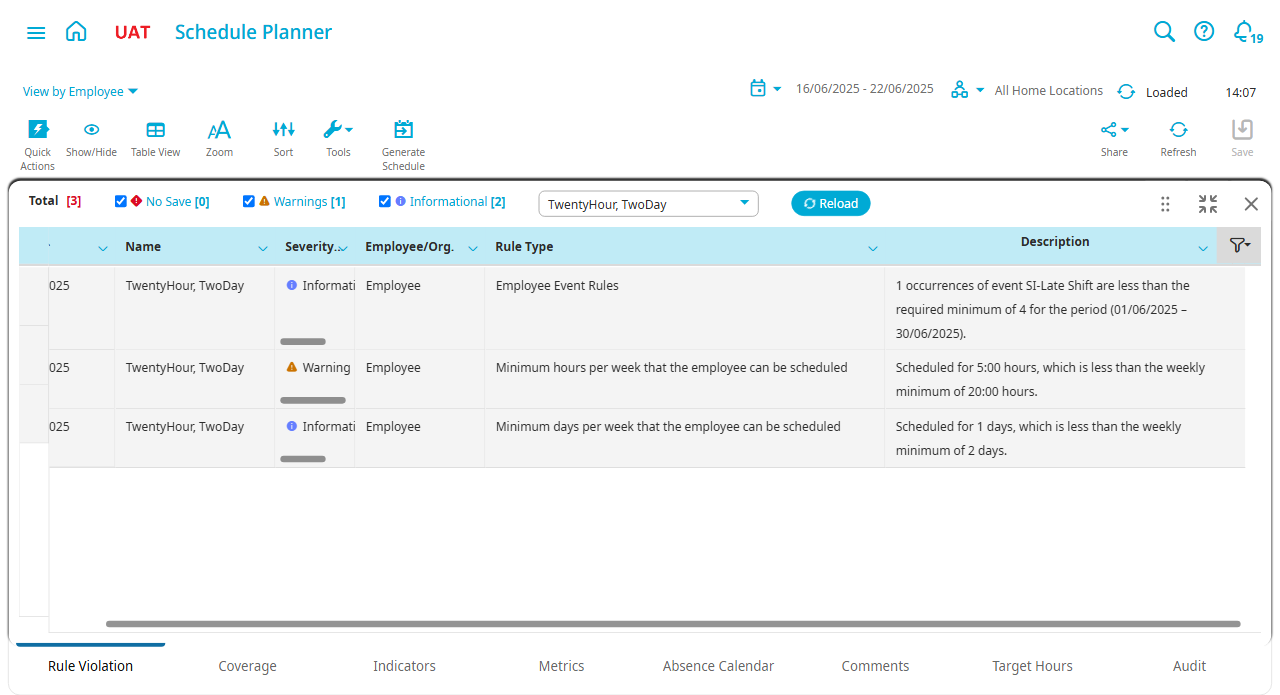 UAT Schedule Planner 19
View by Employee 16/06/2025 - 22/06/2025 All Home Locations Loaded 14:07
Quick Actions Show/Hide Table View Zoom Sort Tools Generate Schedule Share Refresh Save
Total [3] No Save [0] Warnings [1] Informational [2] TwentyHour, TwoDay Reload
Name Severity... Employee/Org. Rule Type Description
025 TwentyHour, TwoDay Informati Employee Employee Event Rules 1 occurrences of event SI-Late Shift are less than the
required minimum of 4 for the period (01/06/2025 –
30/06/2025).
025 TwentyHour, TwoDay Warning Employee Minimum hours per week that the employee can be scheduled Scheduled for 5:00 hours, which is less than the weekly
minimum of 20:00 hours.
025 TwentyHour, TwoDay Informati Employee Minimum days per week that the employee can be scheduled Scheduled for 1 days, which is less than the weekly
minimum of 2 days.
Rule Violation Coverage Indicators Metrics Absence Calendar Comments Target Hours Audit